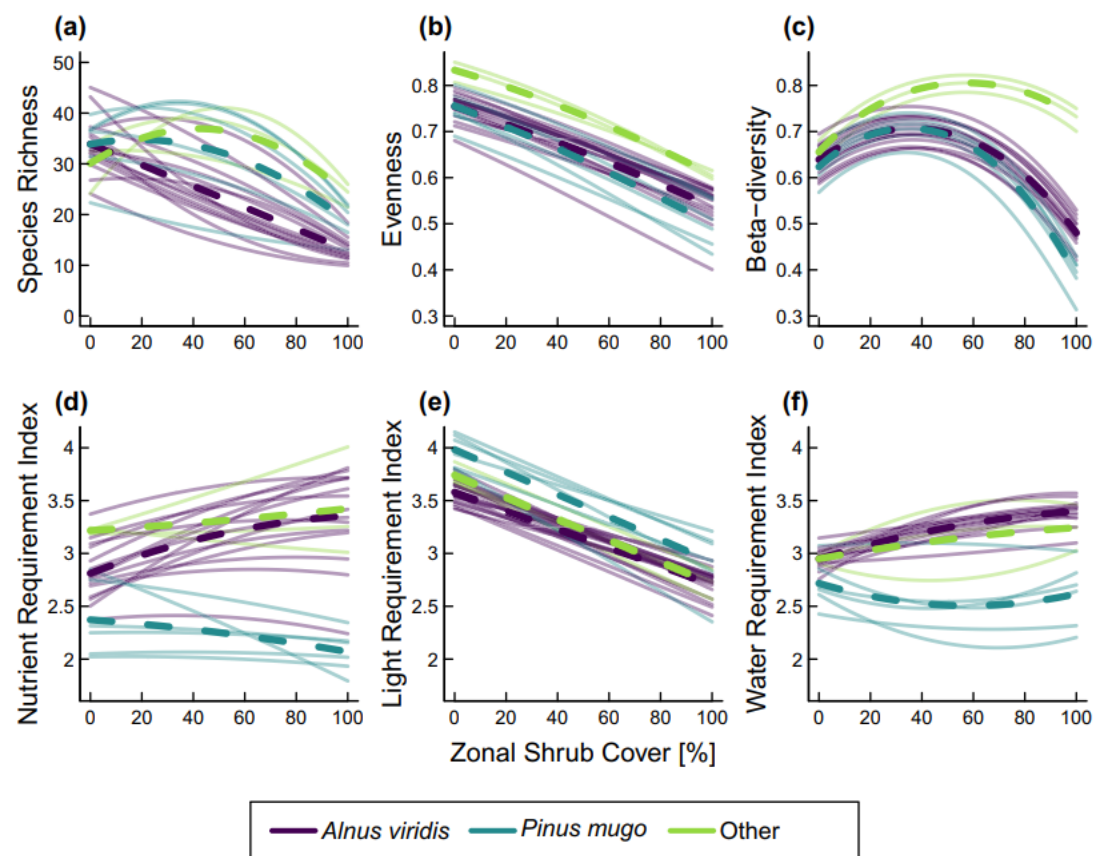 (a) (b) (c)
Species Richness
50
40
30
20
10
0
0 20 40 60 80 100
Evenness
0.8
0.7
0.6
0.5
0.4
0.3
0 20 40 60 80 100
Beta−diversity
0.8
0.7
0.6
0.5
0.4
0.3
0 20 40 60 80 100
(d) (e) (f)
Nutrient Requirement Index
4
3.5
3
2.5
2
0 20 40 60 80 100
Light Requirement Index
4
3.5
3
2.5
2
0 20 40 60 80 100
Water Requirement Index
4
3.5
3
2.5
2
0 20 40 60 80 100
Zonal Shrub Cover [%]
Alnus viridis Pinus mugo Other